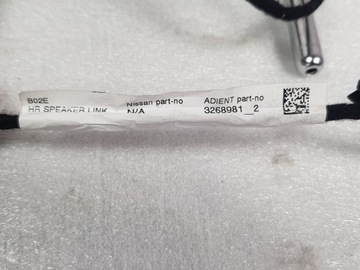 B02E Nissan part-no ADIENT part-no
HR SPEAKER LINK N/A 3268981_2